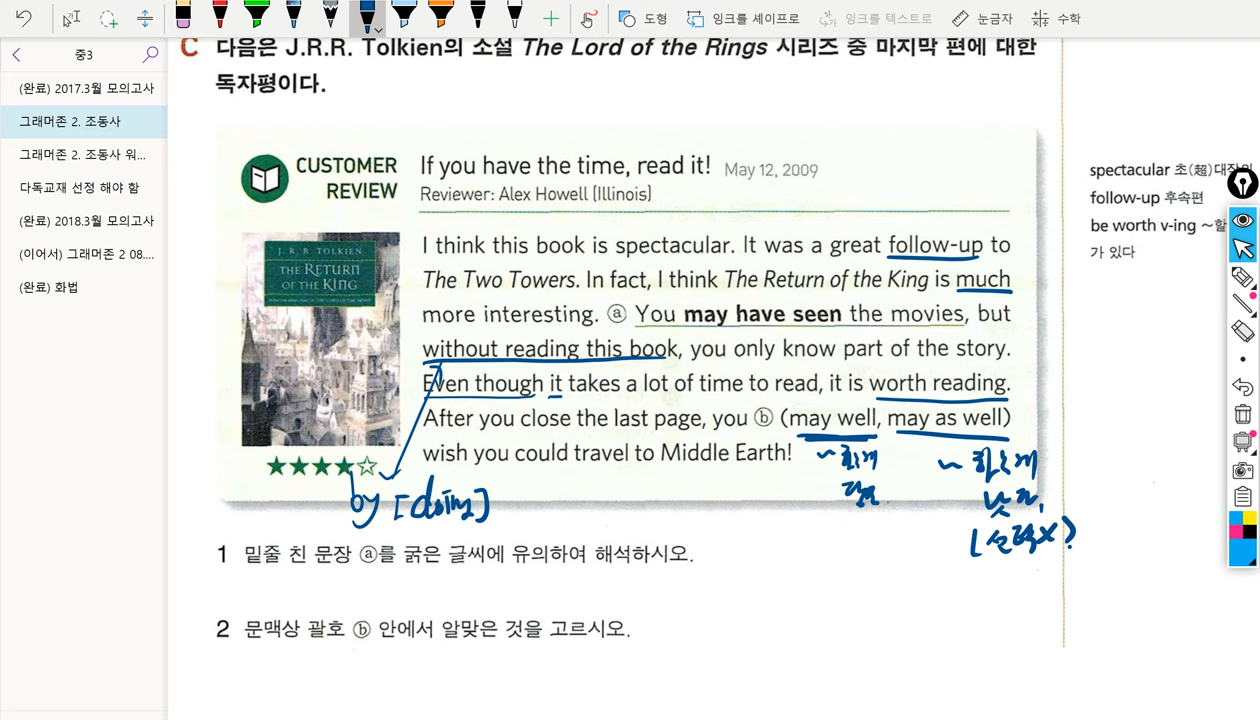 도형
잉크를 셰이프로
잉크를 텍스트로
눈금자
수학
중3
(완료) 2017.3월 모의고사
그래머존 2. 조동사
그래머존 2. 조동사 워...
다독교재 선정 해야 함
(완료) 2018.3월 모의고사
(이어서) 그래머존 2 08....
(완료) 화법
C 다음은 J.R.R. Tolkien의 소설 The Lord of the Rings 시리즈 중 마지막 편에 대한
독자평이다.
CUSTOMER
REVIEW
If you have the time, read it! May 12, 2009
Reviewer: Alex Howell (Illinois)
J. R. R. TOLKIEN
THE RETURN
OF THE KING
I think this book is spectacular. It was a great follow-up to
The Two Towers. In fact, I think The Return of the King is much
more interesting. ⓐ You may have seen the movies, but
without reading this book, you only know part of the story.
Even though it takes a lot of time to read, it is worth reading.
After you close the last page, you ⓑ (may well, may as well)
wish you could travel to Middle Earth!
by [doing]
1 밑줄 친 문장 ⓐ를 굵은 글씨에 유의하여 해석하시오.
2 문맥상 괄호 ⓑ 안에서 알맞은 것을 고르시오.
spectacular 초(超)대작의
follow-up 후속편
be worth v-ing ~할
가 있다